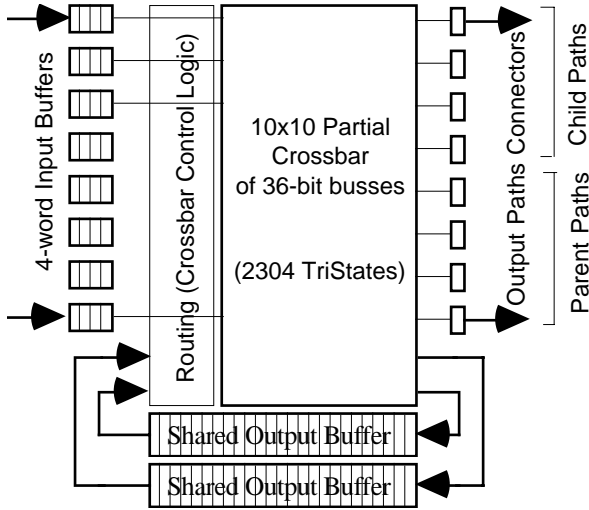 4-word Input Buffers
Routing (Crossbar Control Logic)
10x10 Partial
Crossbar
of 36-bit busses
(2304 TriStates)
Output Paths Connectors
Child Paths
Parent Paths
Shared Output Buffer
Shared Output Buffer